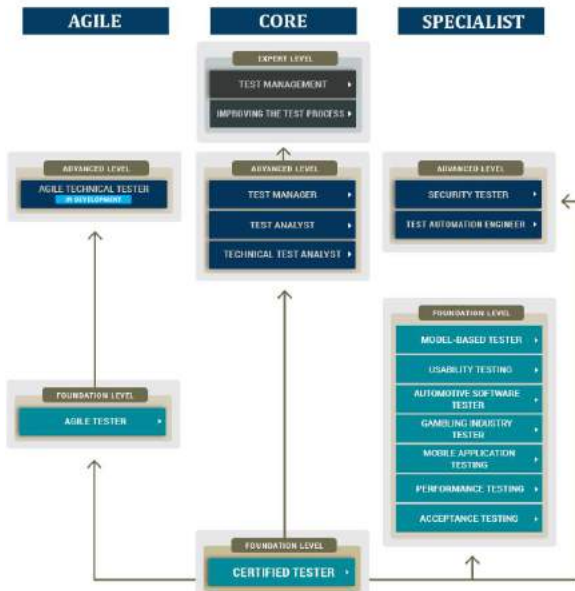 AGILE
CORE
SPECIALIST
EXPERT LEVEL
TEST MANAGEMENT
IMPROVING THE TEST PROCESS
ADVANCED LEVEL
AGILE TECHNICAL TESTER
IN DEVELOPMENT
ADVANCED LEVEL
TEST MANAGER
TEST ANALYST
TECHNICAL TEST ANALYST
ADVANCED LEVEL
SECURITY TESTER
TEST AUTOMATION ENGINEER
FOUNDATION LEVEL
MODEL-BASED TESTER
USABILITY TESTING
AUTOMOTIVE SOFTWARE
TESTER
GAMBLING INDUSTRY
TESTER
MOBILE APPLICATION
TESTING
PERFORMANCE TESTING
ACCEPTANCE TESTING
FOUNDATION LEVEL
AGILE TESTER
FOUNDATION LEVEL
CERTIFIED TESTER